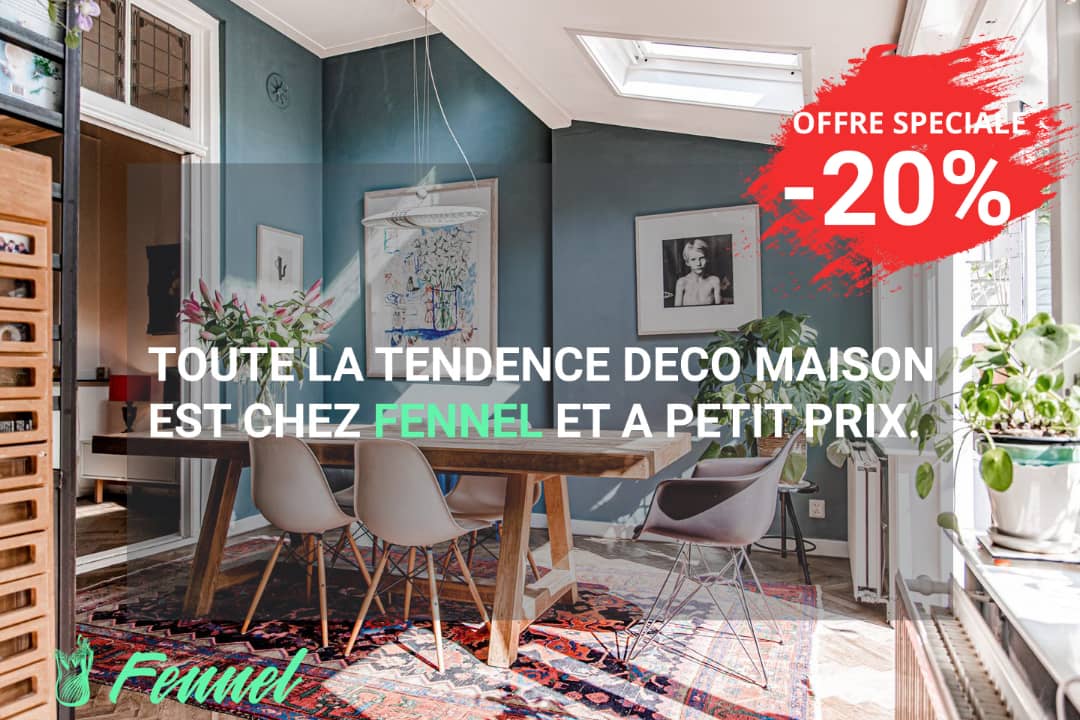 OFFRE SPECIALE
-20%
TOUTE LA TENDENCE DECO MAISON
EST CHEZ FENNEL ET A PETIT PRIX.
Fennel